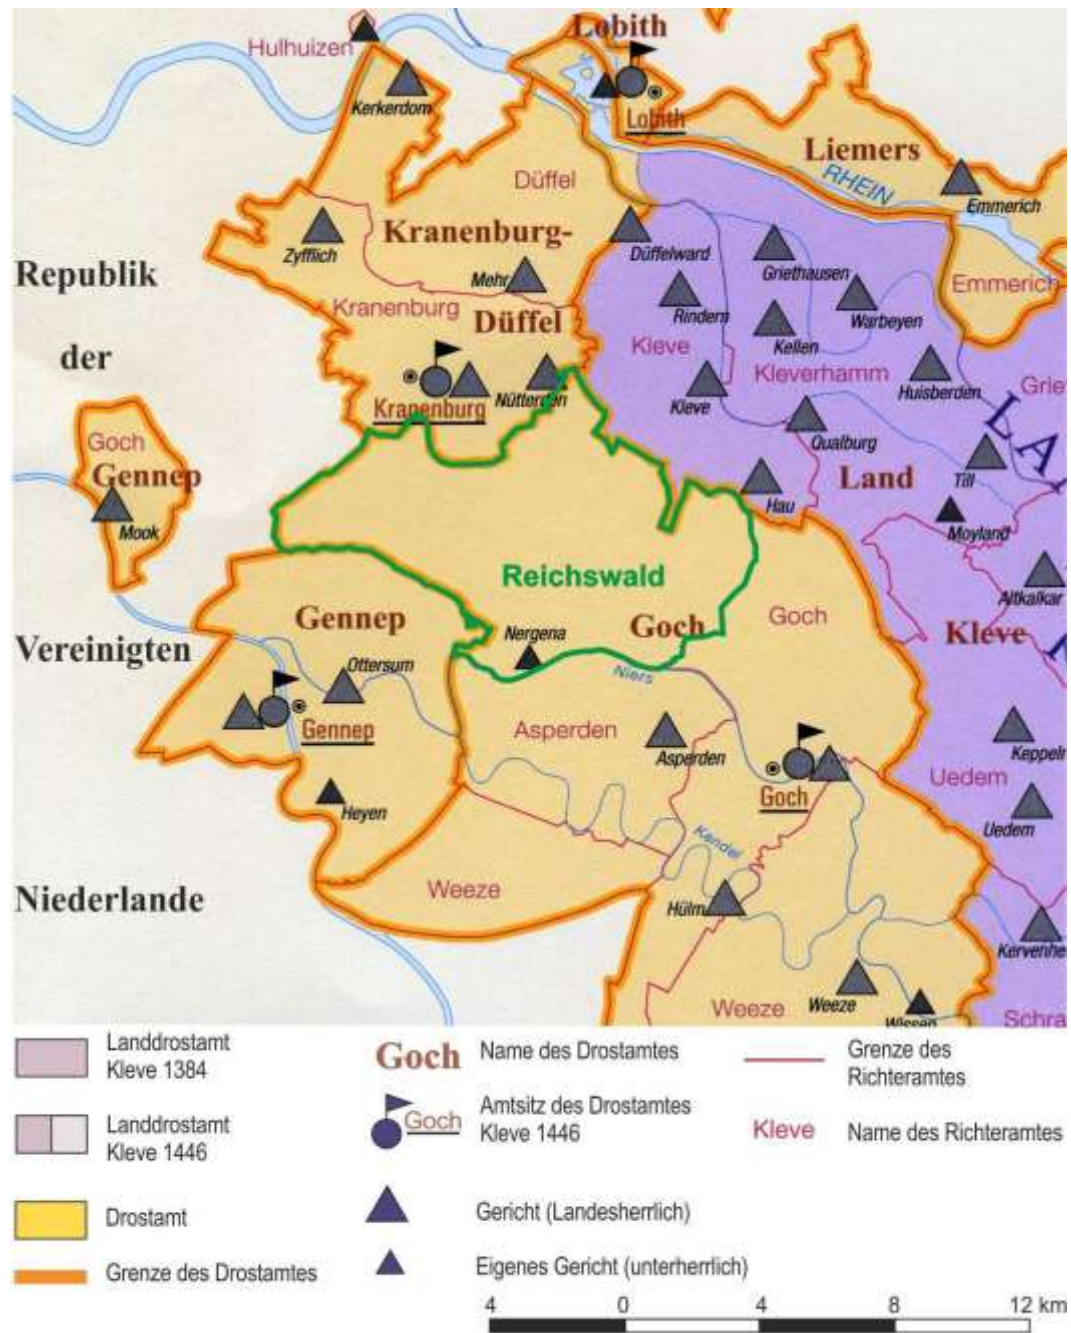 Lobith
Hulhuizen
Kerkerdom
Lobith
Liemers
RHEIN
Emmerich
Düffel
Zyfflich
Kranenburg-
Düffelward
Griethausen
Emmerich
Republik
Mehr
Kranenburg
Düffel
Rindern
Warbeyen
Kellen
Kleve
der
Kleverhamm
Huisberden
Kranenburg
Nütterden
Kleve
Qualburg
Goch
Gennep
Land
LA
Till
Hau
Mook
Moyland
Reichswald
Altkalkar
Gennep
Nergena
Goch
Goch
Kleve
Vereinigten
Ottersum
Niers
Gennep
Asperden
Asperden
Keppeln
Goch
Uedem
Heyen
Uedem
Kendel
Niederlande
Weeze
Hülm
Kervenhe
Weeze
Weeze
Wissen
Schra
Landdrostamt
Kleve 1384
Goch Name des Drostamtes
Grenze des
Richteramtes
Landdrostamt
Kleve 1446
Goch
Amtsitz des Drostamtes
Kleve 1446
Kleve Name des Richteramtes
Drostamt
Gericht (Landesherrlich)
Grenze des Drostamtes
Eigenes Gericht (unterherrlich)
4 0 4 8 12 km